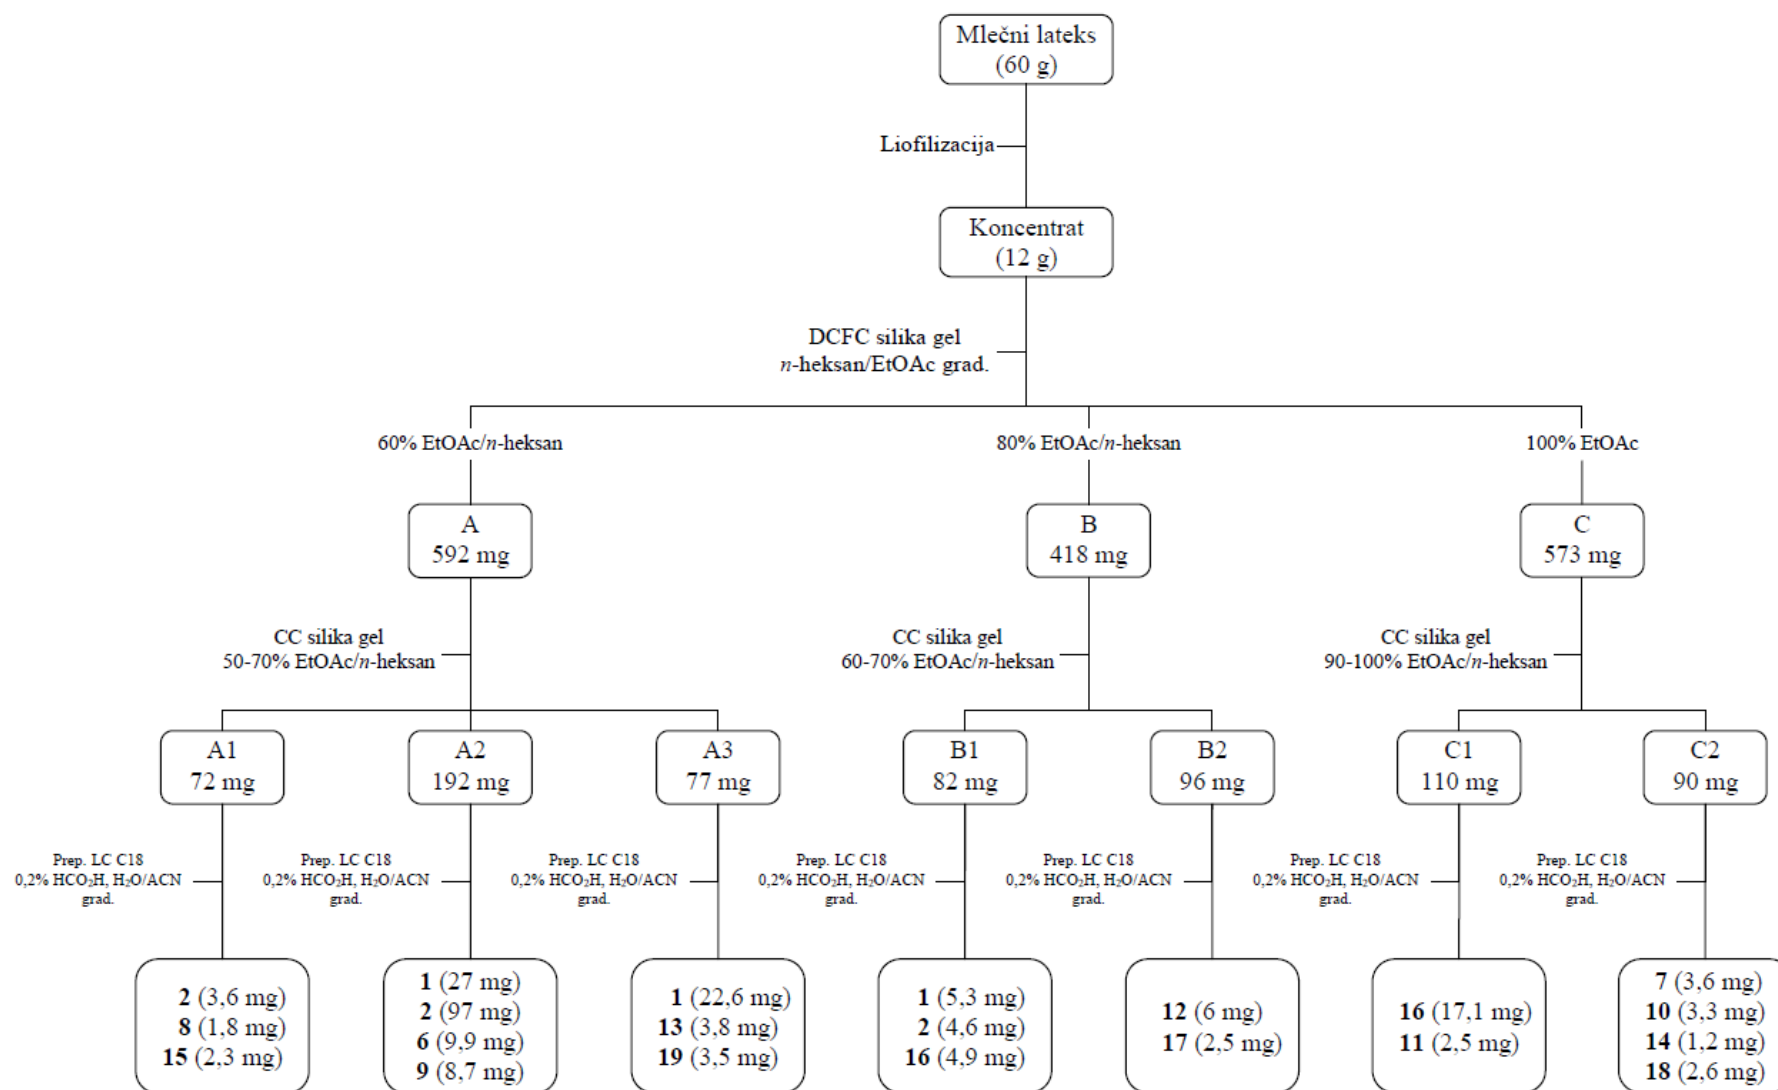 Mlečni lateks
(60 g)
Liofilizacija
Koncentrat
(12 g)
DCFC silika gel
n-heksan/EtOAc grad.
60% EtOAc/n-heksan
80% EtOAc/n-heksan
100% EtOAc
A
592 mg
B
418 mg
C
573 mg
CC silika gel
50-70% EtOAc/n-heksan
CC silika gel
60-70% EtOAc/n-heksan
CC silika gel
90-100% EtOAc/n-heksan
A1
72 mg
A2
192 mg
A3
77 mg
B1
82 mg
B2
96 mg
C1
110 mg
C2
90 mg
Prep. LC C18
0,2% HCO₂H, H₂O/ACN
grad.
Prep. LC C18
0,2% HCO₂H, H₂O/ACN
grad.
Prep. LC C18
0,2% HCO₂H, H₂O/ACN
grad.
Prep. LC C18
0,2% HCO₂H, H₂O/ACN
grad.
Prep. LC C18
0,2% HCO₂H, H₂O/ACN
grad.
Prep. LC C18
0,2% HCO₂H, H₂O/ACN
grad.
Prep. LC C18
0,2% HCO₂H, H₂O/ACN
grad.
2 (3,6 mg)
8 (1,8 mg)
15 (2,3 mg)
1 (27 mg)
2 (97 mg)
6 (9,9 mg)
9 (8,7 mg)
1 (22,6 mg)
13 (3,8 mg)
19 (3,5 mg)
1 (5,3 mg)
2 (4,6 mg)
16 (4,9 mg)
12 (6 mg)
17 (2,5 mg)
16 (17,1 mg)
11 (2,5 mg)
7 (3,6 mg)
10 (3,3 mg)
14 (1,2 mg)
18 (2,6 mg)